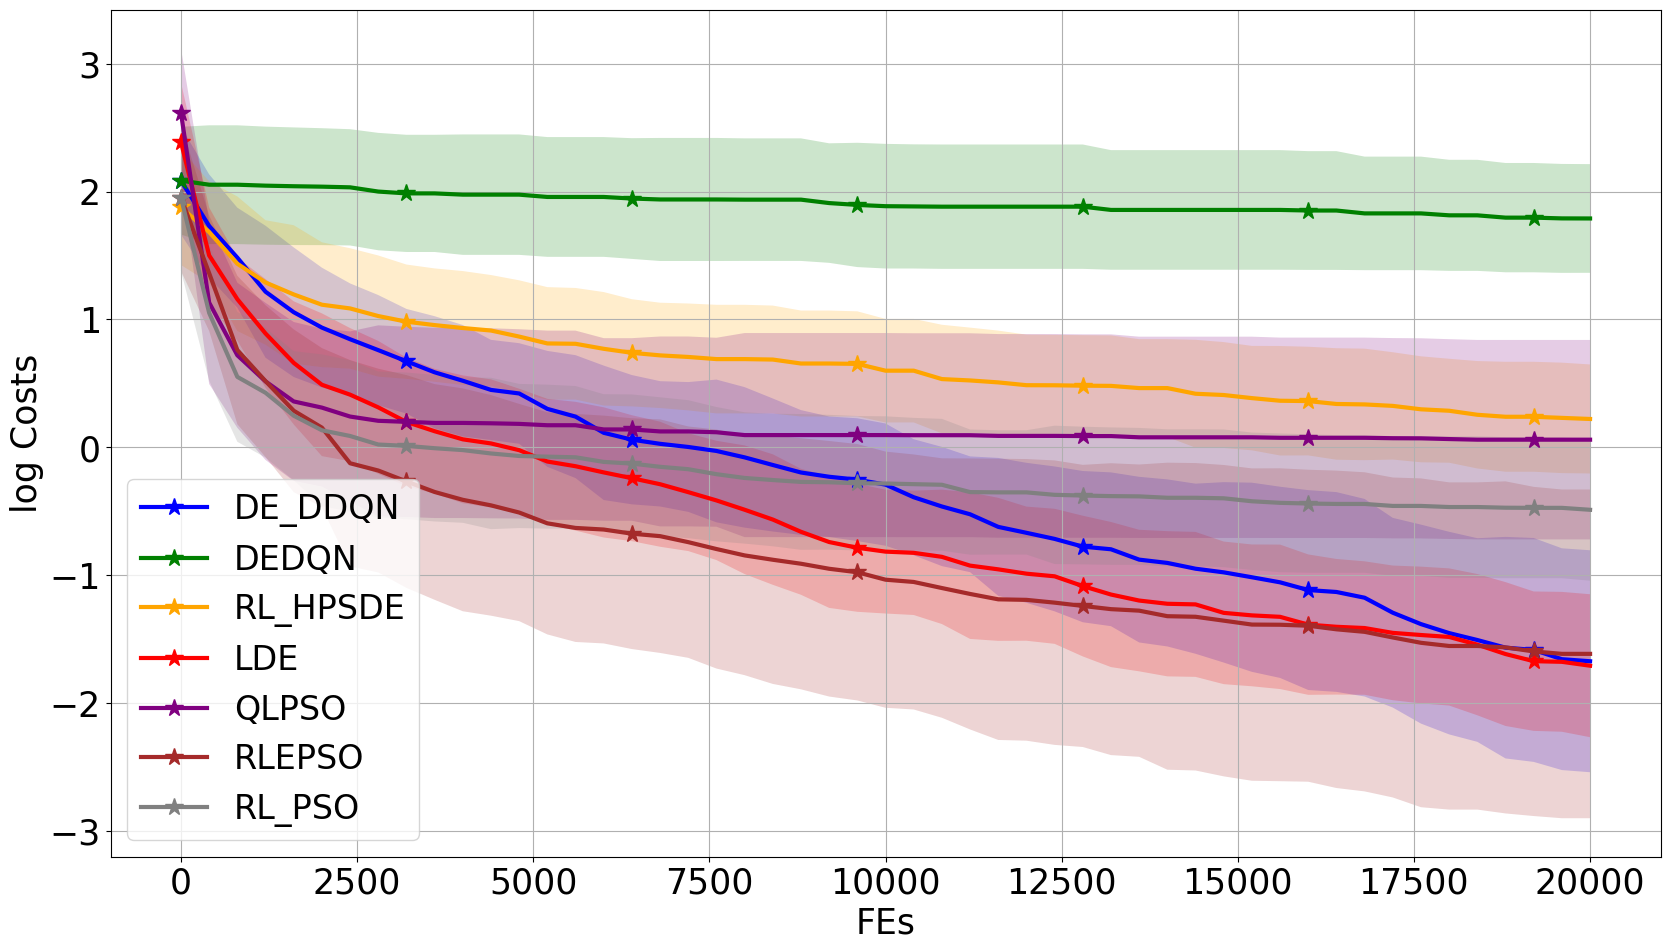 3
2
1
0
−1
−2
−3
log Costs
DE_DDQN
DEDQN
RL_HPSDE
LDE
QLPSO
RLEPSO
RL_PSO
0 2500 5000 7500 10000 12500 15000 17500 20000
FEs